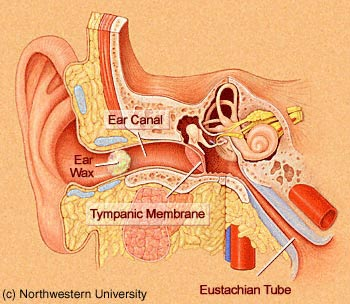 Ear Canal
Ear
Wax
Tympanic Membrane
Eustachian Tube
(c) Northwestern University